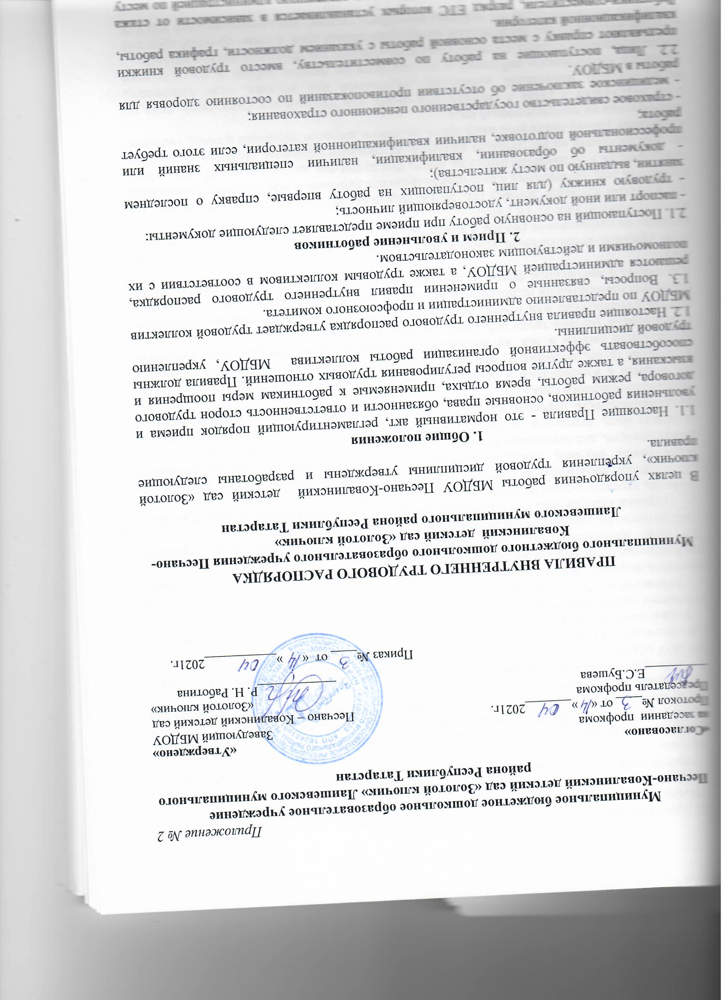 Приложение № 2
Муниципальное бюджетное дошкольное образовательное учреждение
Песчано-Ковалинский детский сад «Золотой ключик» Лаишевского муниципального
района Республики Татарстан
«Согласовано»
на заседании профкома
Протокол № 3 от «14» 04 2021г.
Председатель профкома
Е.С.Бушева
«Утверждено»
Заведующий МБДОУ
Песчано – Ковалинский детский сад
«Золотой ключик»
Р. Н. Работина
Приказ № 3 от «14» 04 2021г.
ПРАВИЛА ВНУТРЕННЕГО ТРУДОВОГО РАСПОРЯДКА
Муниципального бюджетного дошкольного образовательного учреждения Песчано-
Ковалинский детский сад «Золотой ключик»
Лаишевского муниципального района Республики Татарстан
В целях упорядочения работы МБДОУ Песчано-Ковалинский детский сад «Золотой
ключик», укрепления трудовой дисциплины утверждены и разработаны следующие
правила.
1. Общие положения
1.1. Настоящие Правила - это нормативный акт, регламентирующий порядок приема и
увольнения работников, основные права, обязанности и ответственность сторон трудового
договора, режим работы, время отдыха, применяемые к работникам меры поощрения и
взыскания, а также другие вопросы регулирования трудовых отношений. Правила должны
способствовать эффективной организации работы коллектива МБДОУ, укреплению
трудовой дисциплины.
1.2. Настоящие правила внутреннего трудового распорядка утверждает трудовой коллектив
МБДОУ по представлению администрации и профсоюзного комитета.
1.3. Вопросы, связанные о применении правил внутреннего трудового распорядка,
решаются администрацией МБДОУ, а также трудовым коллективом в соответствии с их
полномочиями и действующим законодательством.
2. Прием и увольнение работников
2.1. Поступающий на основную работу при приеме представляет следующие документы:
- паспорт или иной документ, удостоверяющий личность;
- трудовую книжку (для лиц, поступающих на работу впервые, справку о последнем
занятии, выданную по месту жительства);
- документы об образовании, квалификации, наличии специальных знаний или
профессиональной подготовке, наличии квалификационной категории, если этого требует
работа;
- страховое свидетельство государственного пенсионного страхования;
- медицинское заключение об отсутствии противопоказаний по состоянию здоровья для
работы в МБДОУ.
2.2. Лица, поступающие на работу по совместительству, вместо трудовой книжки
предъявляют справку с места основной работы с указанием должности, графика работы,
квалификационной категории.
разряд ЕТС которых устанавливается в зависимости от стажа
администрацией по месту